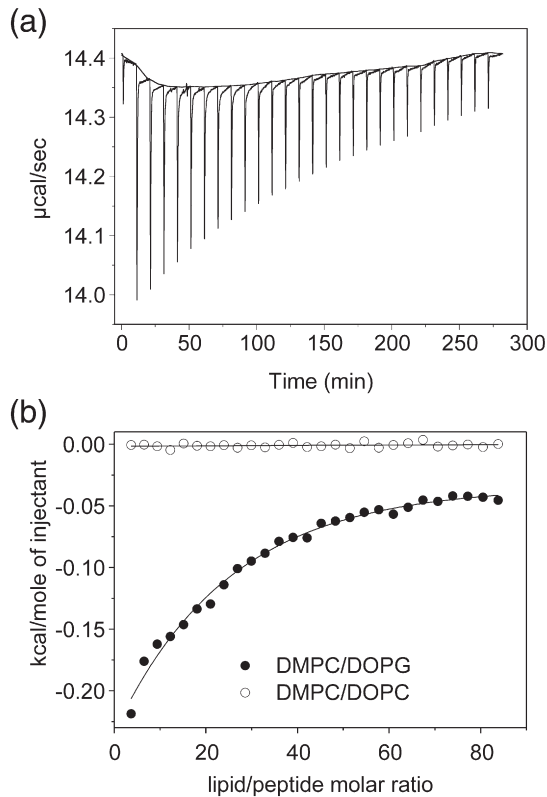 (a)
14.4
14.3
14.2
14.1
14.0
µcal/sec
0 50 100 150 200 250 300
Time (min)
(b)
0.00
-0.05
-0.10
-0.15
-0.20
kcal/mole of injectant
DMPC/DOPG
DMPC/DOPC
0 20 40 60 80
lipid/peptide molar ratio